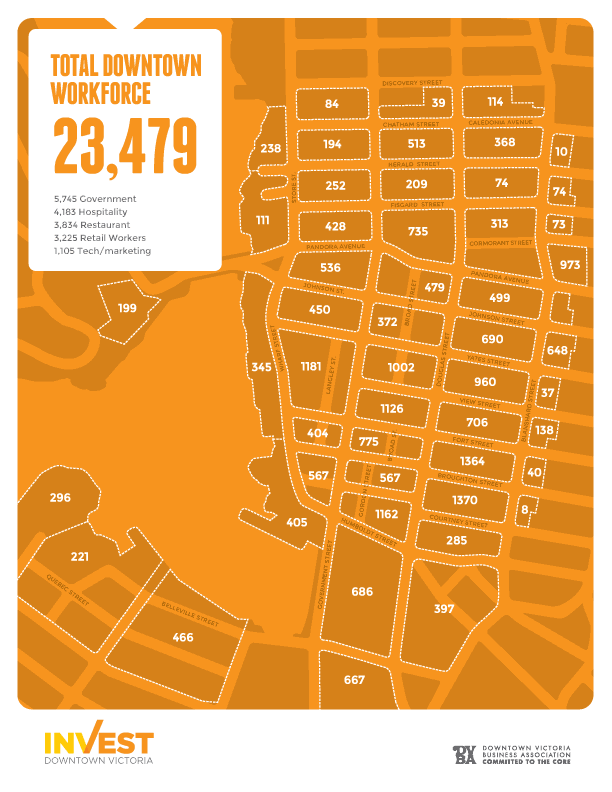 TOTAL DOWNTOWN
WORKFORCE
23,479
5,745 Government
4,183 Hospitality
3,834 Restaurant
3,225 Retail Workers
1,105 Tech/marketing
DISCOVERY STREET
84
39
114
CHATHAM STREET
CALEDONIA AVENUE
238
194
513
368
10
HERALD STREET
252
209
74
74
FISGARD STREET
111
428
735
313
73
PANDORA AVENUE
CORMORANT STREET
536
973
479
PANDORA AVENUE
JOHNSON ST.
BROAD STREET
499
199
450
372
JOHNSON STREET
690
DOUGLAS STREET
648
345
1181
LANGLEY ST.
1002
YATES STREET
960
37
VIEW STREET
BLANSHARD STREET
1126
706
138
404
775
BROAD ST.
FORT STREET
1364
567
567
GORDON STREET
BROUGHTON STREET
40
296
1370
8
405
1162
COURTNEY STREET
HUMBOLDT STREET
285
221
GOVERNMENT STREET
QUEBEC STREET
686
397
BELLEVILLE STREET
466
667
INVEST
DOWNTOWN VICTORIA
DVBA
DOWNTOWN VICTORIA
BUSINESS ASSOCIATION
COMMITTED TO THE CORE